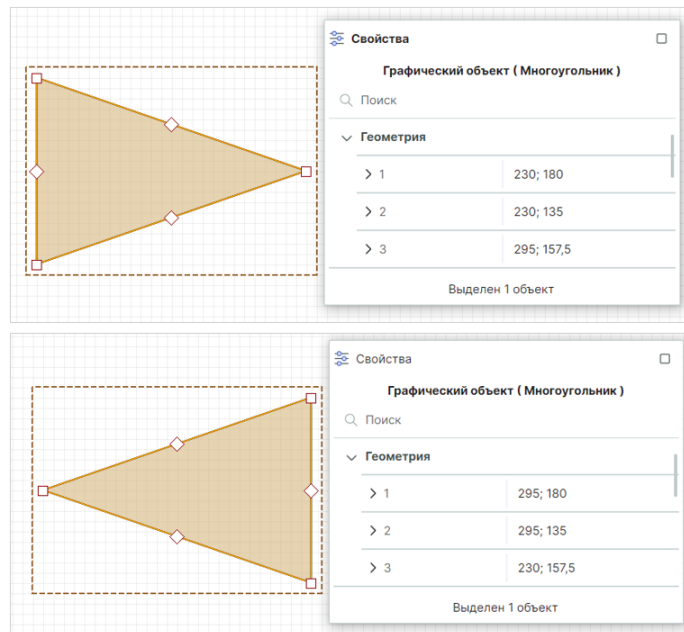 Свойства
Графический объект ( Многоугольник )
Поиск
Геометрия
1 230; 180
2 230; 135
3 295; 157,5
Выделен 1 объект
Свойства
Графический объект ( Многоугольник )
Поиск
Геометрия
1 295; 180
2 295; 135
3 230; 157,5
Выделен 1 объект